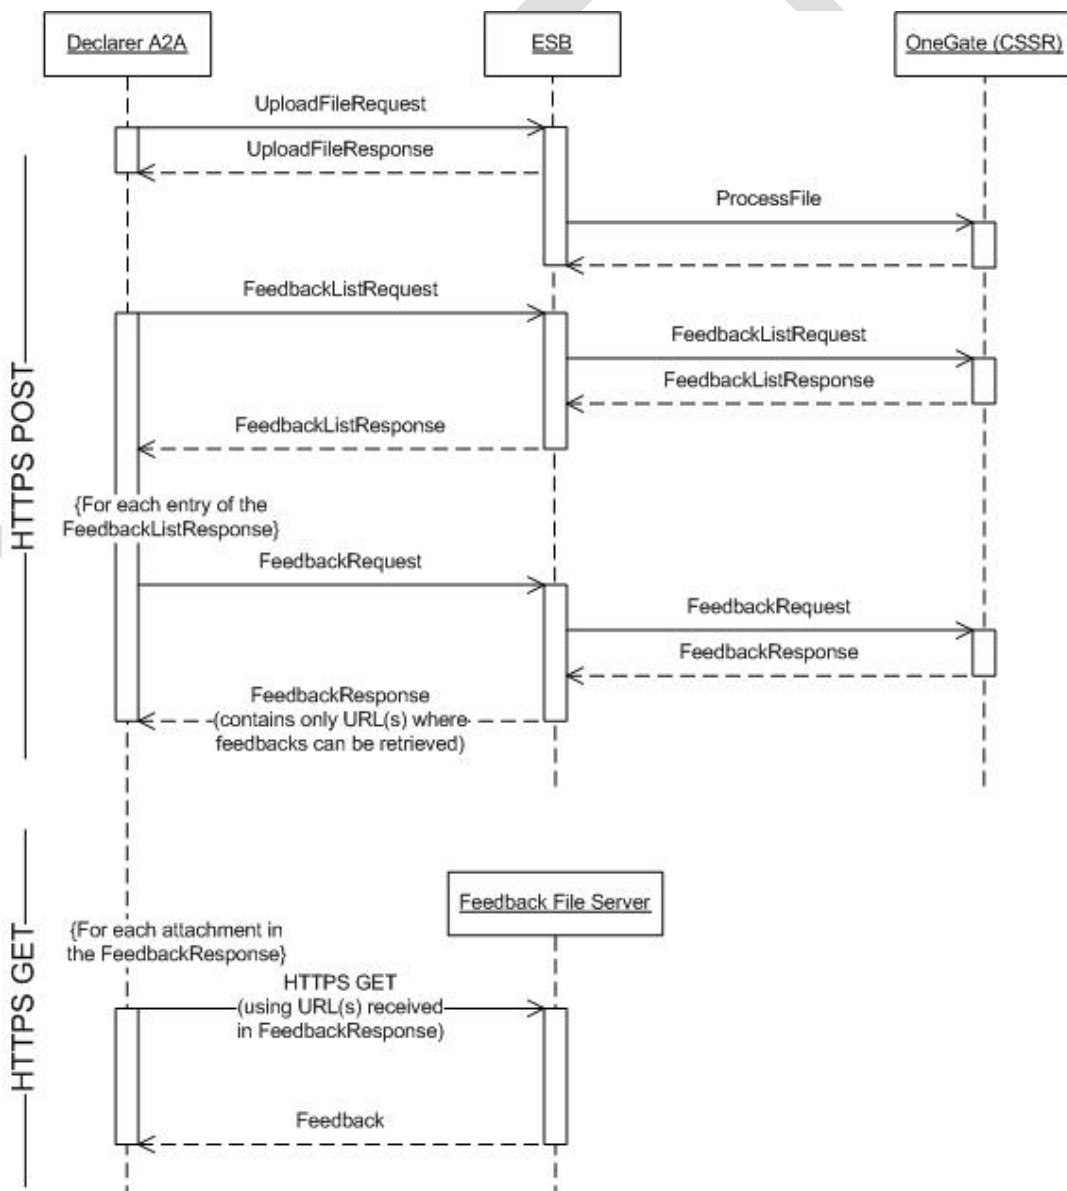 Declarer A2A
ESB
OneGate (CSSR)
UploadFileRequest
UploadFileResponse
ProcessFile
FeedbackListRequest
FeedbackListRequest
FeedbackListResponse
FeedbackListResponse
{For each entry of the
FeedbackListResponse}
FeedbackRequest
FeedbackRequest
FeedbackResponse
FeedbackResponse
(contains only URL(s) where
feedbacks can be retrieved)
HTTPS POST
Feedback File Server
{For each attachment in
the FeedbackResponse}
HTTPS GET
(using URL(s) received
in FeedbackResponse)
Feedback
HTTPS GET